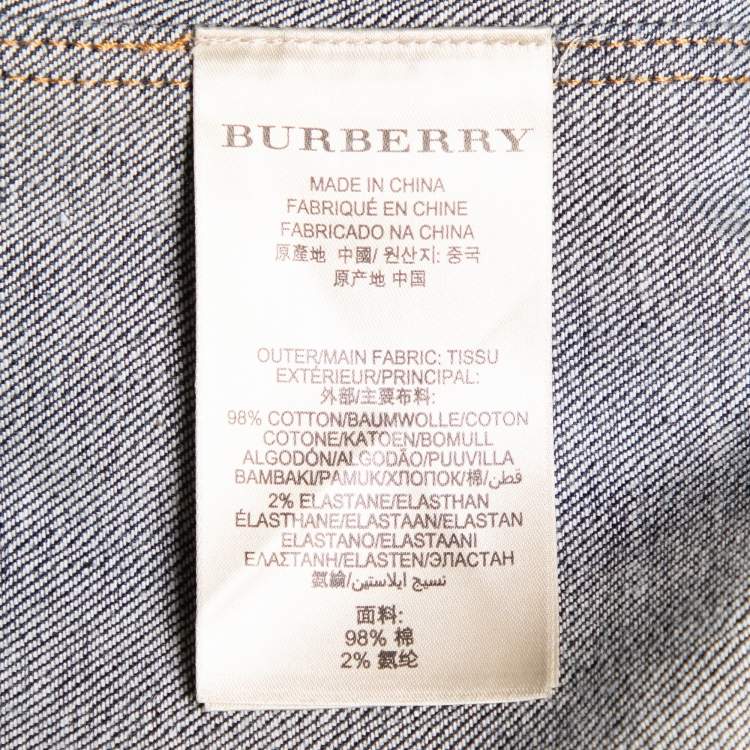 BURBERRY
MADE IN CHINA
FABRIQUÉ EN CHINE
FABRICADO NA CHINA
原產地 中國/ 원산지: 중국
原产地 中国
OUTER/MAIN FABRIC: TISSU
EXTÉRIEUR/PRINCIPAL:
外部/主要布料:
98% COTTON/BAUMWOLLE/COTON
COTONE/KATOEN/BOMULL
ALGODÓN/ALGODÃO/PUUVILLA
BAMBAKI/PAMUK/ХЛОПОК/棉/قطن
2% ELASTANE/ELASTHAN
ÉLASTHANE/ELASTAAN/ELASTAN
ELASTANO/ELASTAANI
ΕΛΑΣΤΑΝΗ/ELASTEN/ЭЛАСТАН
氨綸/نسيج ايلاستين
面料:
98% 棉
2% 氨纶